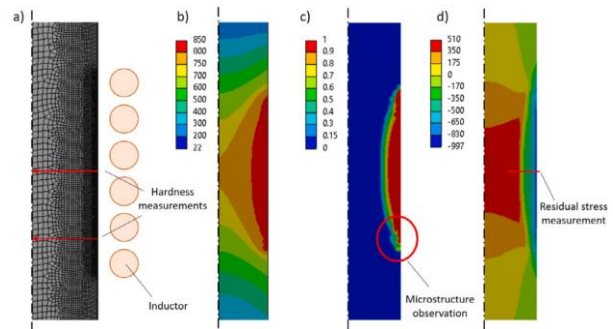 a)
b)
c)
d)
850
800
750
700
600
500
400
300
200
22
1
0.9
0.8
0.7
0.6
0.5
0.4
0.3
0.15
0
510
350
175
0
-170
-350
-500
-650
-830
-997
Hardness
measurements
Inductor
Microstructure
observation
Residual stress
measurement